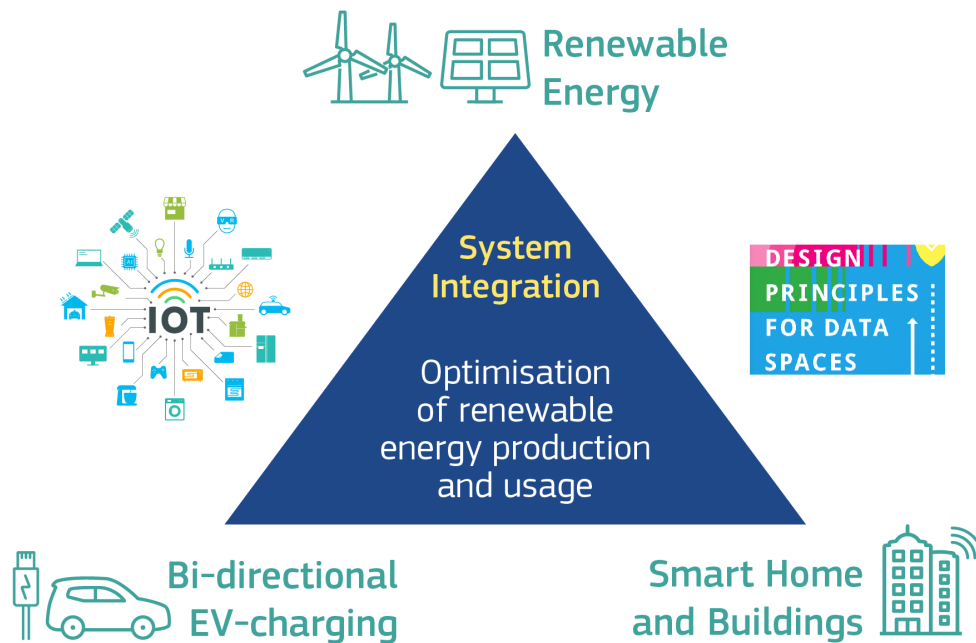 Renewable
Energy
System
Integration
Optimisation
of renewable
energy production
and usage
IOT
AI
DESIGN
PRINCIPLES
FOR DATA
SPACES
Bi-directional
EV-charging
Smart Home
and Buildings